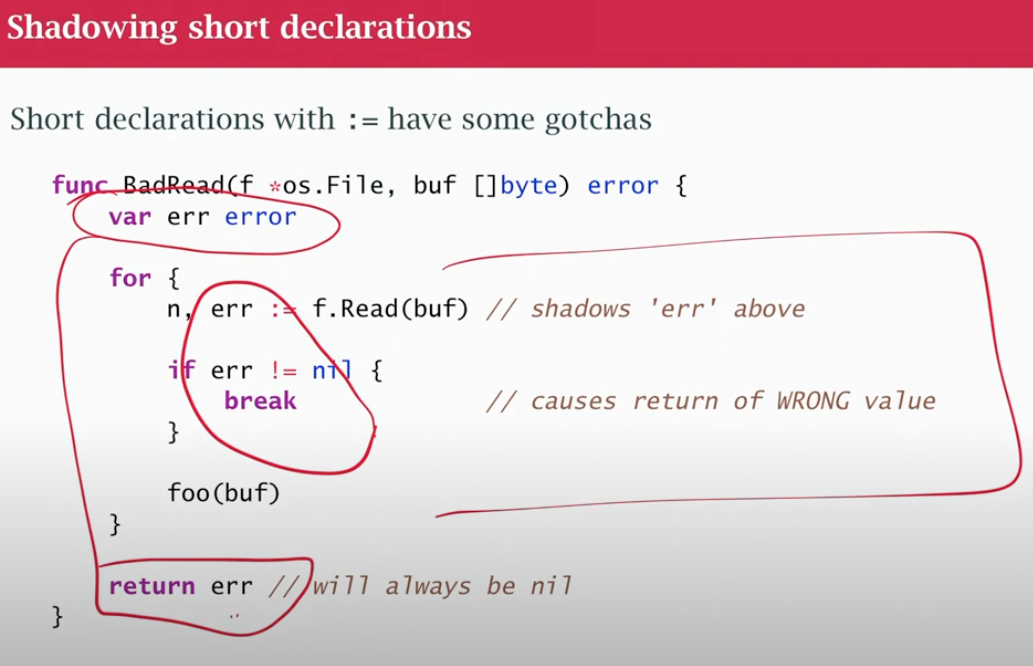 Shadowing short declarations
Short declarations with := have some gotchas
func BadRead(f *os.File, buf []byte) error {
var err error
for {
n, err := f.Read(buf) // shadows 'err' above
if err != nil {
break // causes return of WRONG value
}
foo(buf)
}
return err // will always be nil
}